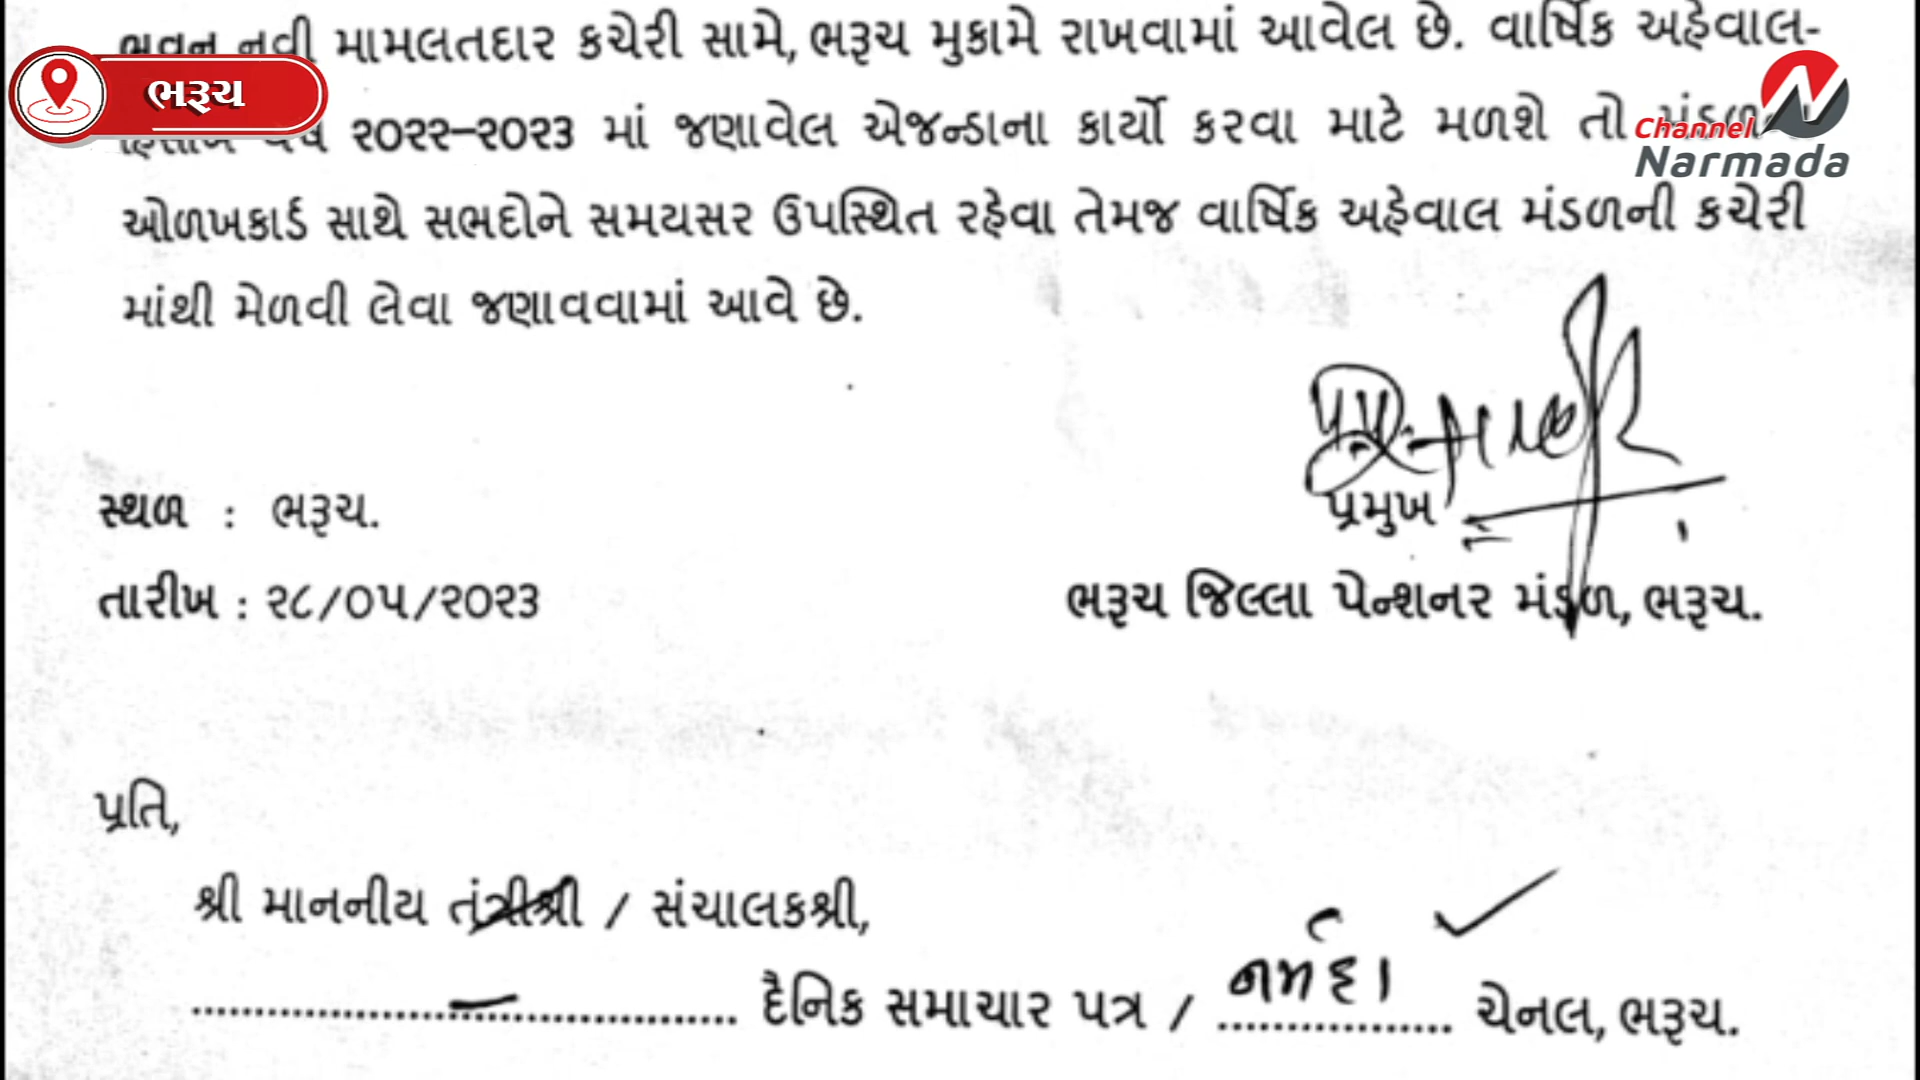 ભવન નવી મામલતદાર કચેરી સામે, ભરૂચ મુકામે રાખવામાં આવેલ છે. વાર્ષિક અહેવાલ-
ભરૂચ
હિસાબ વર્ષ ૨૦૨૨–૨૦૨૩ માં જણાવેલ એજન્ડાના કાર્યો કરવા માટે મળશે તો
Channel
Narmada
ઓળખકાર્ડ સાથે સભદોને સમયસર ઉપસ્થિત રહેવા તેમજ વાર્ષિક અહેવાલ મંડળની કચેરી
માંથી મેળવી લેવા જણાવવામાં આવે છે.
પ્રમુખ
સ્થળ : ભરૂચ.
તારીખ : ૨૮/૦૫/૨૦૨૩
ભરૂચ જિલ્લા પેન્શનર મંડળ, ભરૂચ.
પ્રતિ,
શ્રી માનનીય તંત્રીશ્રી / સંચાલકશ્રી,
.......................................... દૈનિક સમાચાર પત્ર / નર્મદા ચેનલ, ભરૂચ.